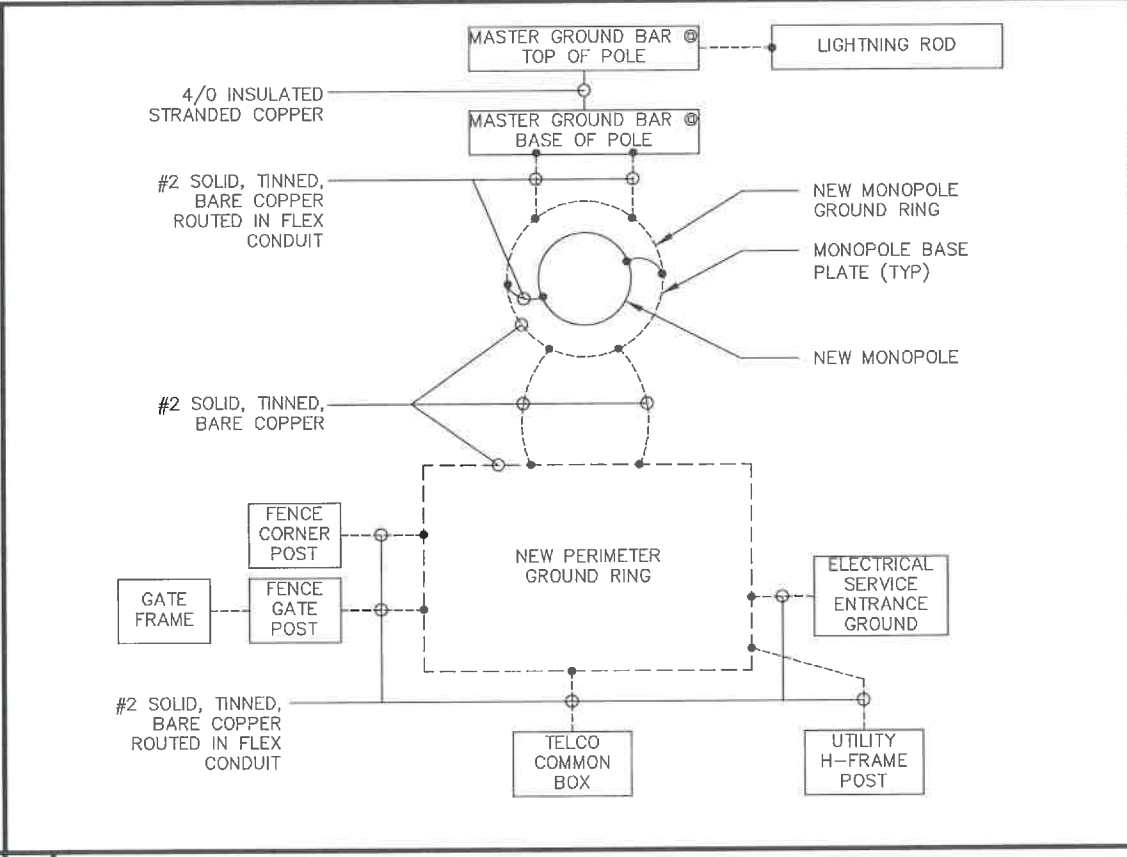 MASTER GROUND BAR @
TOP OF POLE
LIGHTNING ROD
4/0 INSULATED
STRANDED COPPER
MASTER GROUND BAR @
BASE OF POLE
#2 SOLID, TINNED,
BARE COPPER
ROUTED IN FLEX
CONDUIT
NEW MONOPOLE
GROUND RING
MONOPOLE BASE
PLATE (TYP)
NEW MONOPOLE
#2 SOLID, TINNED,
BARE COPPER
FENCE
CORNER
POST
NEW PERIMETER
GROUND RING
ELECTRICAL
SERVICE
ENTRANCE
GROUND
GATE
FRAME
FENCE
GATE
POST
#2 SOLID, TINNED,
BARE COPPER
ROUTED IN FLEX
CONDUIT
TELCO
COMMON
BOX
UTILITY
H-FRAME
POST